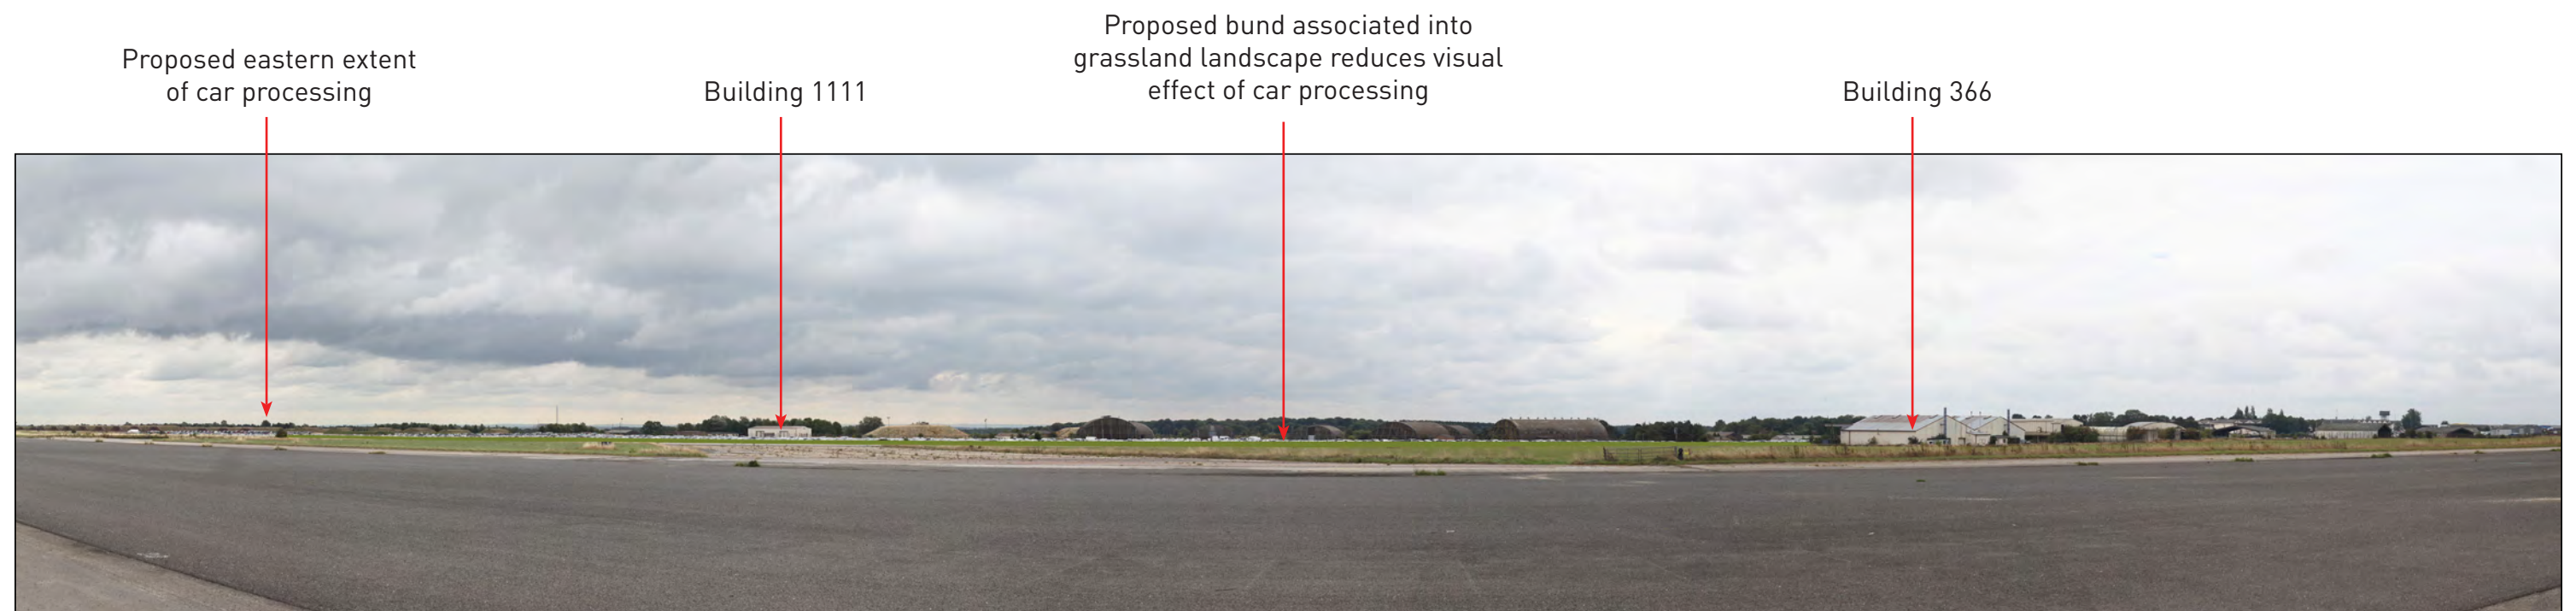 Proposed eastern extent
of car processing
Building 1111
Proposed bund associated into
grassland landscape reduces visual
effect of car processing
Building 366